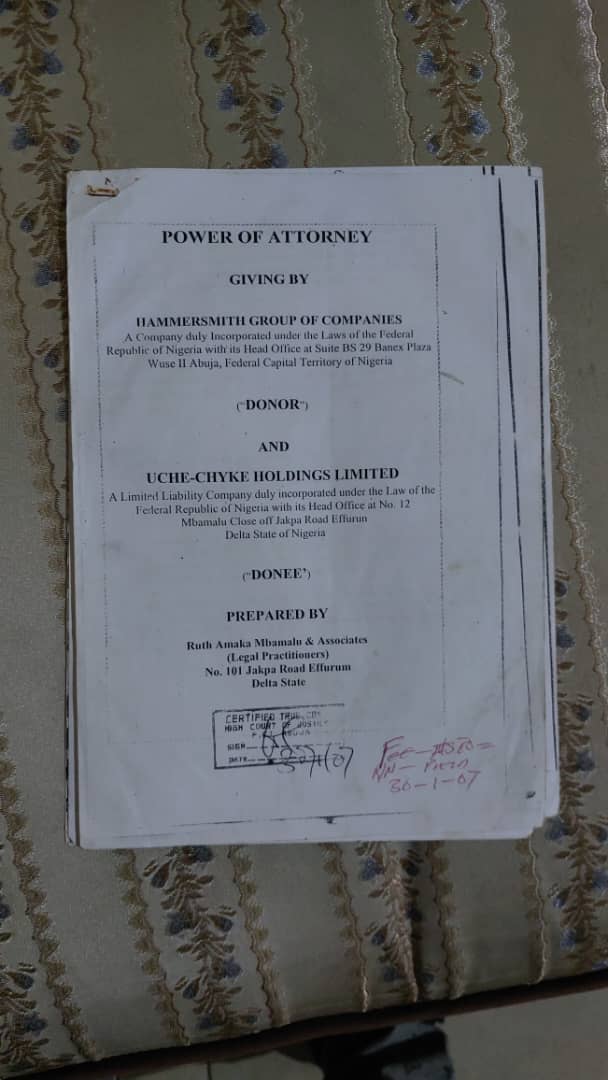 POWER OF ATTORNEY
GIVING BY
HAMMERSMITH GROUP OF COMPANIES
A Company duly Incorporated under the Laws of the Federal
Republic of Nigeria with its Head Office at Suite BS 29 Banex Plaza
Wuse II Abuja, Federal Capital Territory of Nigeria
("DONOR")
AND
UCHE-CHYKE HOLDINGS LIMITED
A Limited Liability Company duly incorporated under the Law of the
Federal Republic of Nigeria with its Head Office at No. 12
Mbamalu Close off Jakpa Road Effurun
Delta State of Nigeria
("DONEE')
PREPARED BY
Ruth Amaka Mbamalu & Associates
(Legal Practitioners)
No. 101 Jakpa Road Effurum
Delta State
CERTIFIED TRUE
HIGH COURT OF JUSTICE
ABUJA
SIGN
DATE
Fee
30-1-07